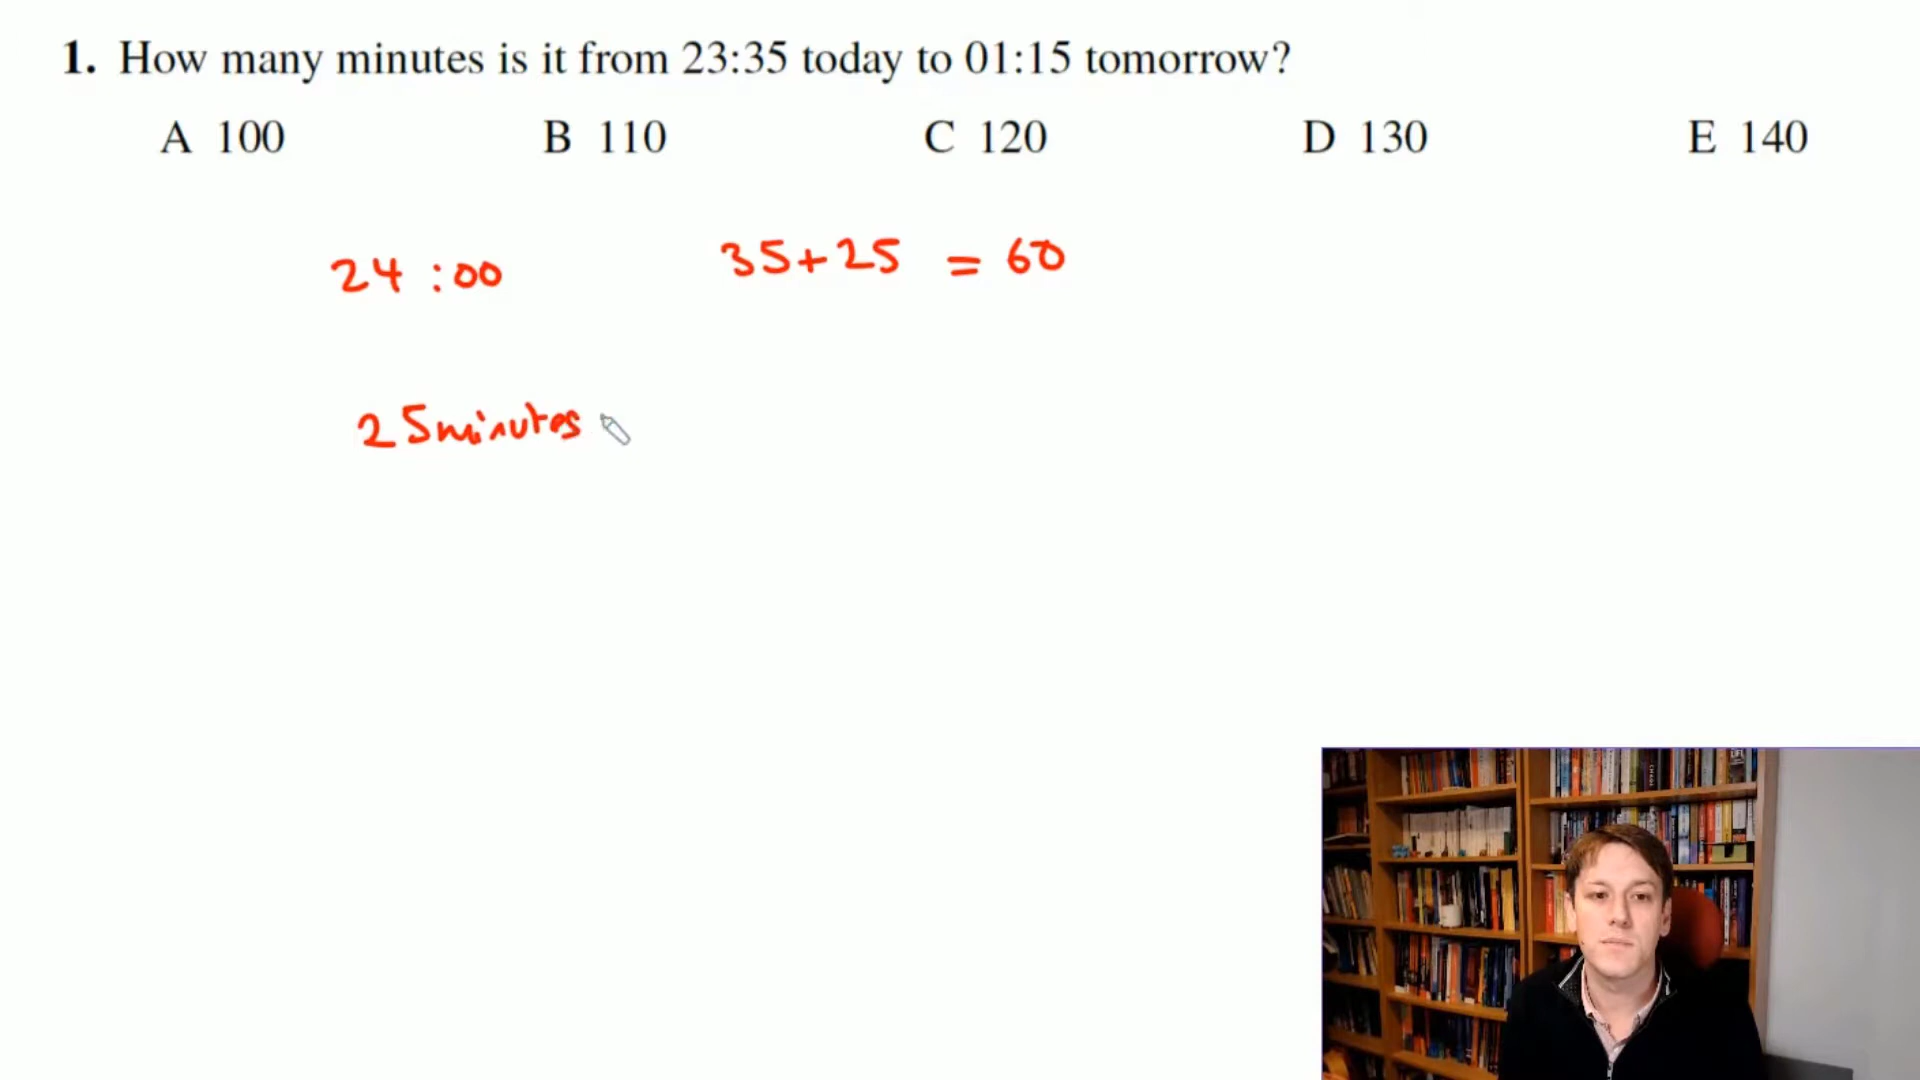 1. How many minutes is it from 23:35 today to 01:15 tomorrow?
A 100 B 110 C 120 D 130 E 140
24:00 35+25 = 60
25minutes